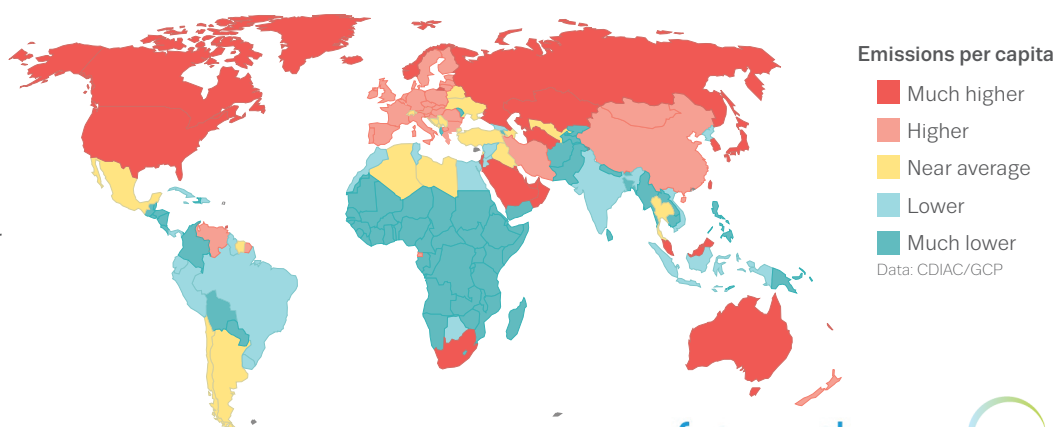 Emissions per capita
Much higher
Higher
Near average
Lower
Much lower
Data: CDIAC/GCP